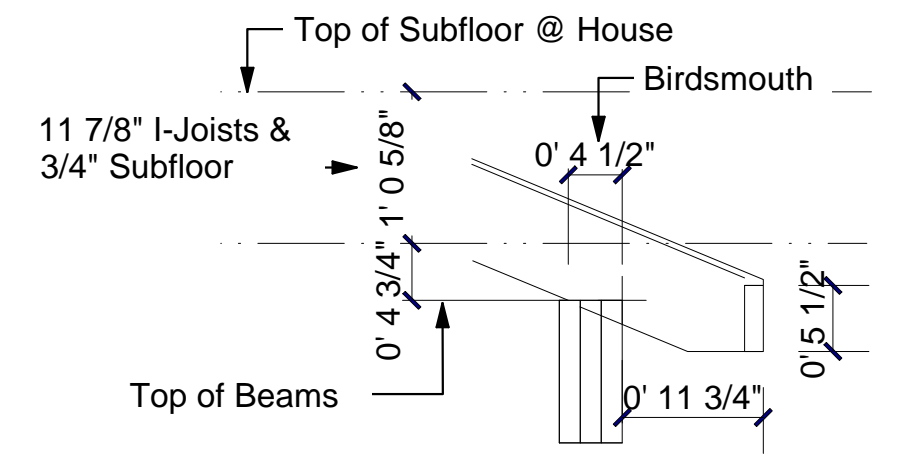 Top of Subfloor @ House
Birdsmouth
11 7/8" I-Joists &
3/4" Subfloor
1' 0 5/8"
0' 4 1/2"
0' 4 3/4"
0' 5 1/2"
Top of Beams
0' 11 3/4"